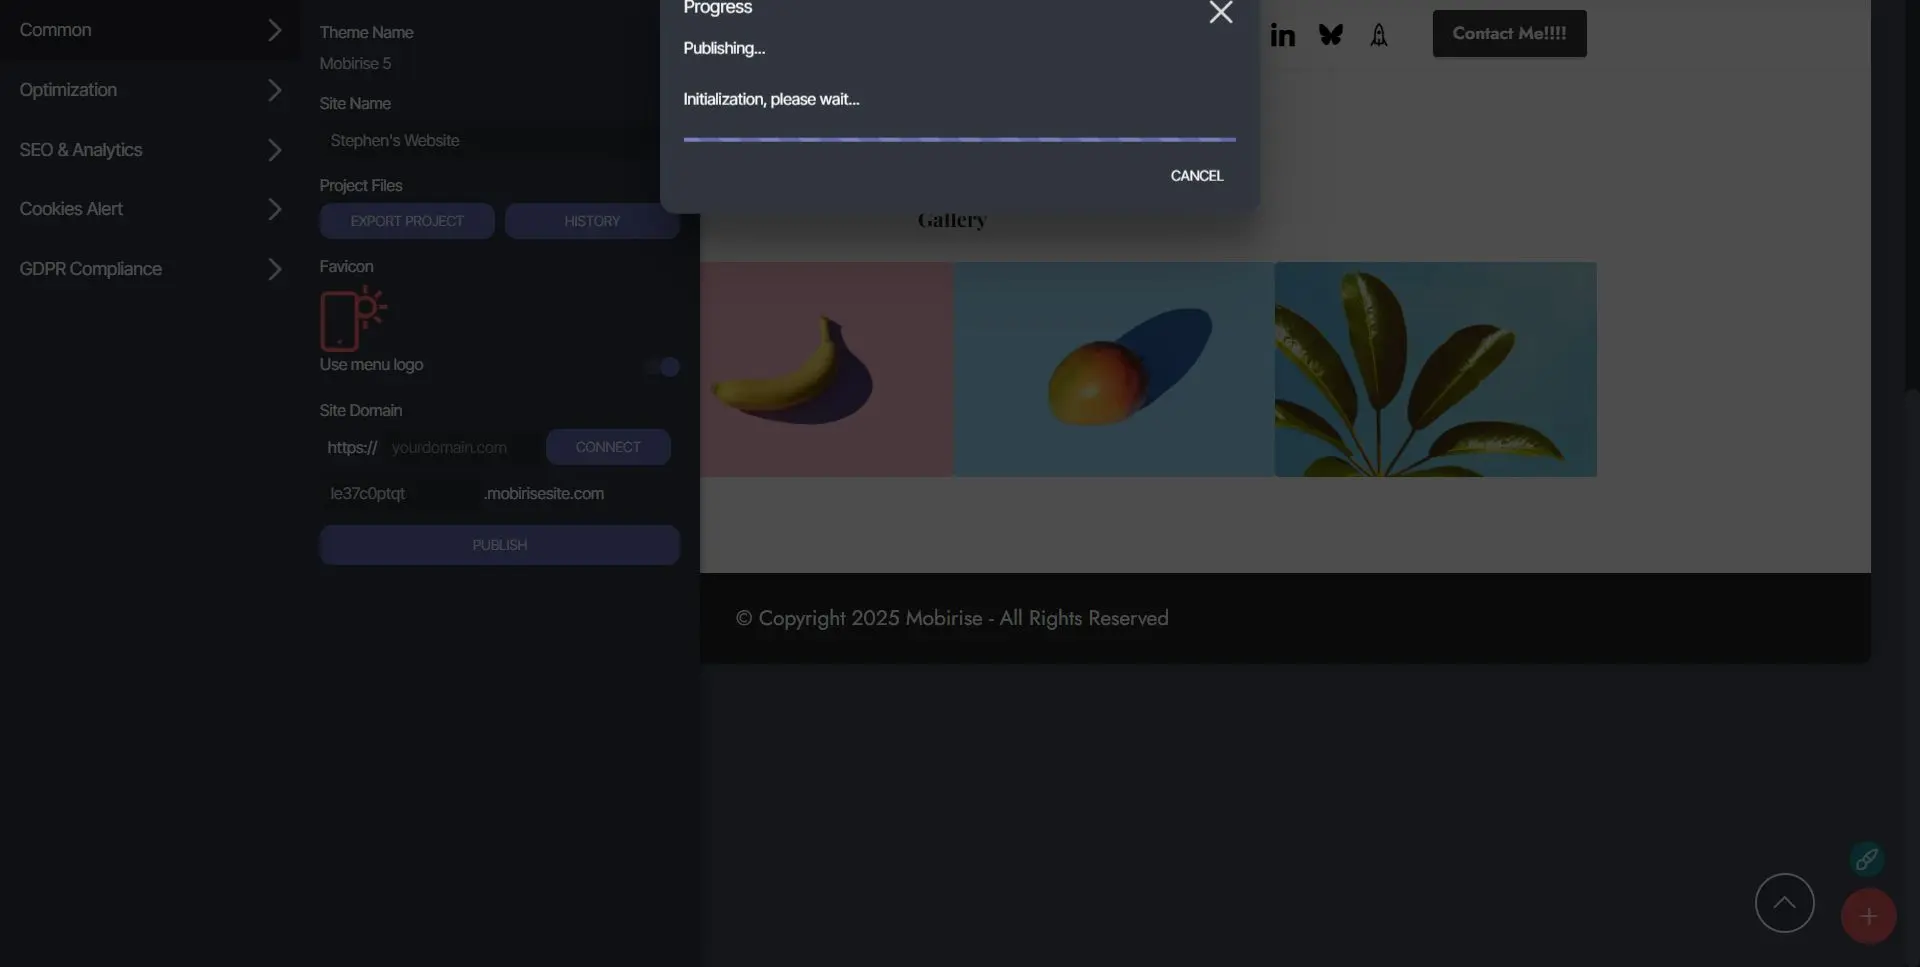 Common
Optimization
SEO & Analytics
Cookies Alert
GDPR Compliance
Theme Name
Mobirise 5
Site Name
Stephen's Website
Project Files
EXPORT PROJECT
HISTORY
Favicon
Use menu logo
Site Domain
https://
yourdomain.com
CONNECT
le37c0ptqt
.mobirisesite.com
PUBLISH
Progress
Publishing...
Initialization, please wait...
CANCEL
in
Contact Me!!!!
Gallery
© Copyright 2025 Mobirise - All Rights Reserved